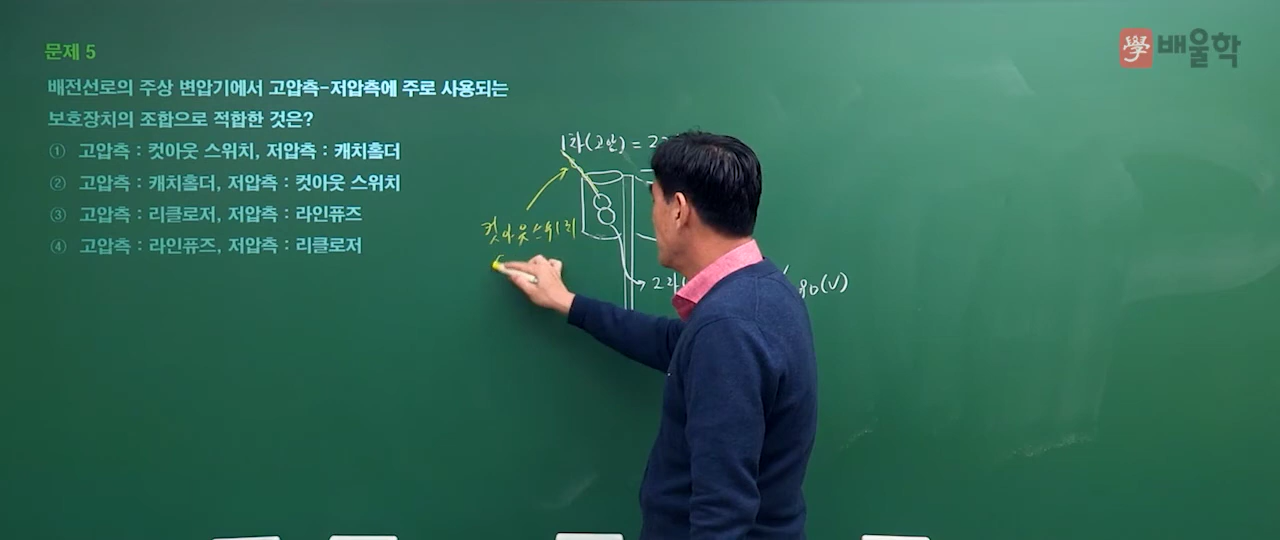 문제 5
學 배울학
배전선로의 주상 변압기에서 고압측-저압측에 주로 사용되는
보호장치의 조합으로 적합한 것은?
① 고압측 : 컷아웃 스위치, 저압측 : 캐치홀더
② 고압측 : 캐치홀더, 저압측 : 컷아웃 스위치
③ 고압측 : 리클로저, 저압측 : 라인퓨즈
④ 고압측 : 라인퓨즈, 저압측 : 리클로저
1차(고압) = 22
컷아웃스위치
2차
(V)